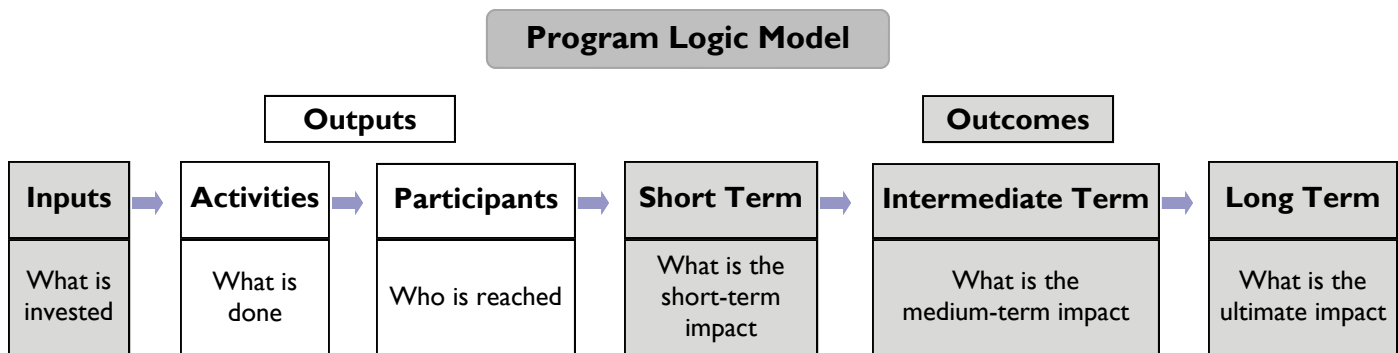 Program Logic Model
Outputs
Outcomes
Inputs
Activities
Participants
Short Term
Intermediate Term
Long Term
What is
invested
What is
done
Who is reached
What is the
short-term
impact
What is the
medium-term impact
What is the
ultimate impact